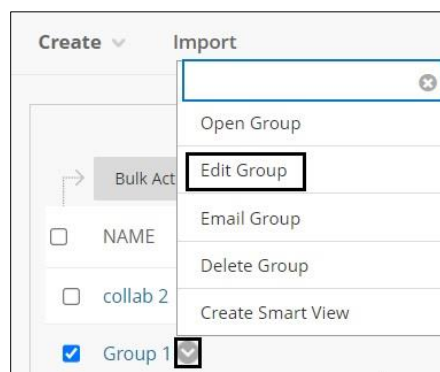 Create Import
Open Group
Edit Group
Bulk Act
Email Group
NAME
Delete Group
collab 2
Create Smart View
Group 1